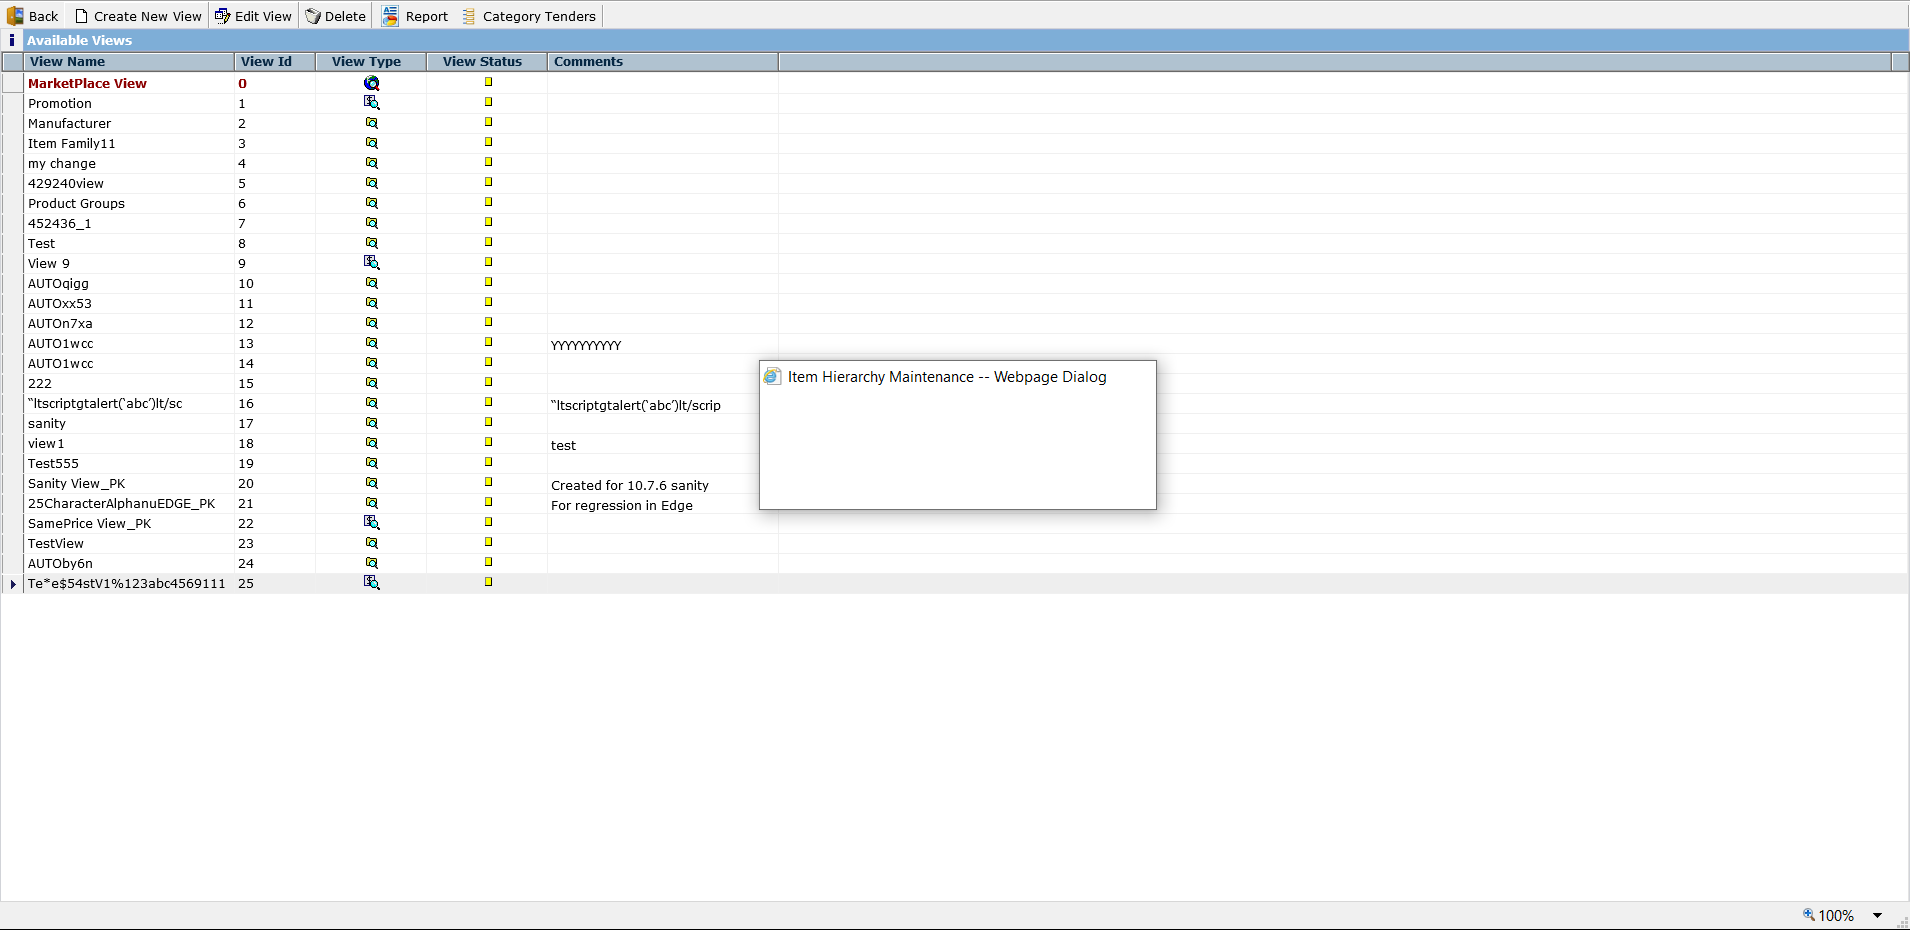 Back Create New View Edit View Delete Report Category Tenders
i Available Views
View Name View Id View Type View Status Comments
MarketPlace View 0
Promotion 1
Manufacturer 2
Item Family11 3
my change 4
429240view 5
Product Groups 6
452436_1 7
Test 8
View 9 9
AUTOqigg 10
AUTOxx53 11
AUTOn7xa 12
AUTO1wcc 13 YYYYYYYYYY
AUTO1wcc 14
222 15
“ltscriptgtalert(‘abc’)lt/sc 16 “ltscriptgtalert(‘abc’)lt/scrip
sanity 17
view1 18 test
Test555 19
Sanity View_PK 20 Created for 10.7.6 sanity
25CharacterAlphanuEDGE_PK 21 For regression in Edge
SamePrice View_PK 22
TestView 23
AUTOby6n 24
Te*e$54stV1%123abc4569111 25
Item Hierarchy Maintenance -- Webpage Dialog
100%